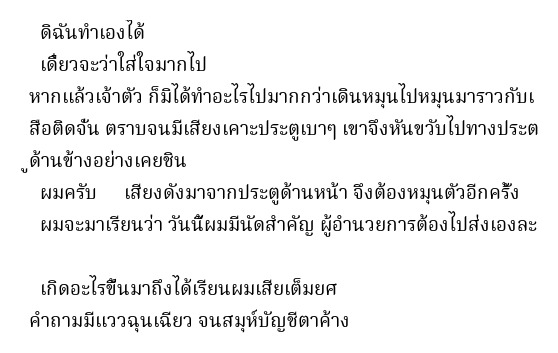 ดิฉันทำเองได้
เดี๋ยวจะว่าใส่ใจมากไป
หากแล้วเจ้าตัว ก็มิได้ทำอะไรไปมากกว่าเดินหมุนไปหมุนมาราวกับเ
สือติดจั่น ตราบจนมีเสียงเคาะประตูเบาๆ เขาจึงหันขวับไปทางประต
ูด้านข้างอย่างเคยชิน
ผมครับ เสียงดังมาจากประตูด้านหน้า จึงต้องหมุนตัวอีกครั้ง
ผมจะมาเรียนว่า วันนี้ผมมีนัดสำคัญ ผู้อำนวยการต้องไปส่งเองละ
เกิดอะไรขึ้นมาถึงได้เรียนผมเสียเต็มยศ
คำถามมีแววฉุนเฉียว จนสมุห์บัญชีตาค้าง